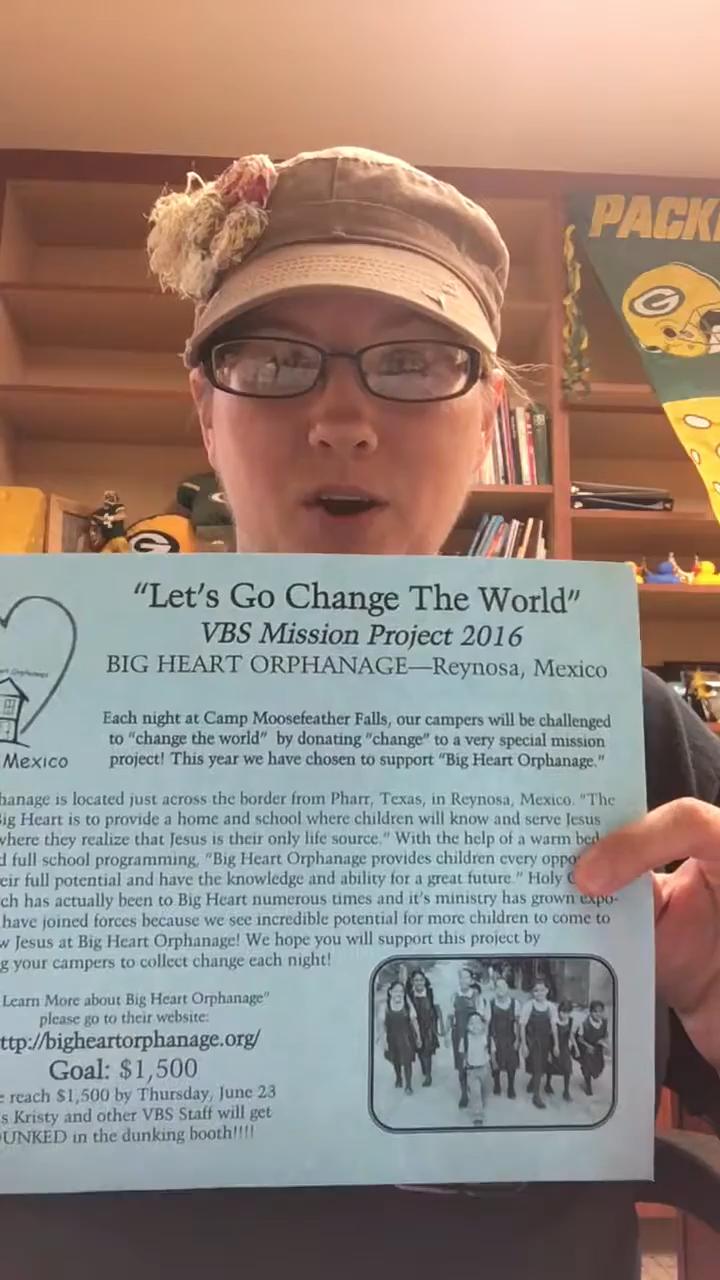 PACK
G
G
"Let's Go Change The World"
VBS Mission Project 2016
BIG HEART ORPHANAGE—Reynosa, Mexico
Mexico
Each night at Camp Moosefeather Falls, our campers will be challenged
to "change the world" by donating "change" to a very special mission
project! This year we have chosen to support "Big Heart Orphanage."
hanage is located just across the border from Pharr, Texas, in Reynosa, Mexico. "The
Big Heart is to provide a home and school where children will know and serve Jesus
where they realize that Jesus is their only life source." With the help of a warm bed
d full school programming, "Big Heart Orphanage provides children every oppo
eir full potential and have the knowledge and ability for a great future." Holy
ch has actually been to Big Heart numerous times and it's ministry has grown expo-
have joined forces because we see incredible potential for more children to come to
w Jesus at Big Heart Orphanage! We hope you will support this project by
g your campers to collect change each night!
Learn More about Big Heart Orphanage"
please go to their website:
ttp://bigheartorphanage.org/
Goal: $1,500
e reach $1,500 by Thursday, June 23
s Kristy and other VBS Staff will get
UNKED in the dunking booth!!!!